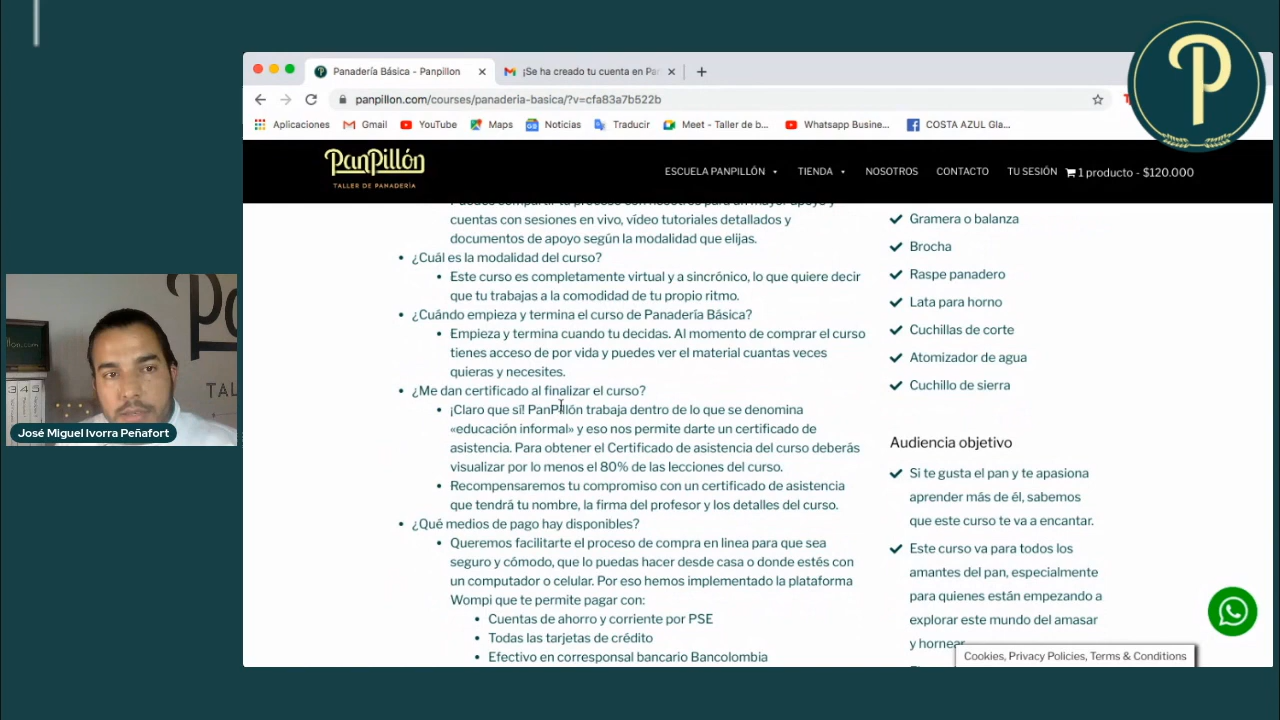 Panadería Básica - Panpillon
¡Se ha creado tu cuenta en Pan
panpillon.com/courses/panaderia-basica/?v=cfa83a7b522b
Aplicaciones
Gmail
YouTube
Maps
Noticias
Traducir
Meet - Taller de b...
Whatsapp Busine...
COSTA AZUL Gla...
P
PanPillón
TALLER DE PANADERÍA
ESCUELA PANPILLÓN
TIENDA
NOSOTROS
CONTACTO
TU SESIÓN
1 producto - $120.000
Puedes compartir tu proceso con nosotros para un mayor apoyo y
cuentas con sesiones en vivo, vídeo tutoriales detallados y
documentos de apoyo según la modalidad que elijas.
¿Cuál es la modalidad del curso?
Este curso es completamente virtual y a sincrónico, lo que quiere decir
que tu trabajas a la comodidad de tu propio ritmo.
¿Cuándo empieza y termina el curso de Panadería Básica?
Empieza y termina cuando tu decidas. Al momento de comprar el curso
tienes acceso de por vida y puedes ver el material cuantas veces
quieras y necesites.
¿Me dan certificado al finalizar el curso?
¡Claro que sí! PanPillón trabaja dentro de lo que se denomina
«educación informal» y eso nos permite darte un certificado de
asistencia. Para obtener el Certificado de asistencia del curso deberás
visualizar por lo menos el 80% de las lecciones del curso.
Recompensaremos tu compromiso con un certificado de asistencia
que tendrá tu nombre, la firma del profesor y los detalles del curso.
¿Qué medios de pago hay disponibles?
Queremos facilitarte el proceso de compra en linea para que sea
seguro y cómodo, que lo puedas hacer desde casa o donde estés con
un computador o celular. Por eso hemos implementado la plataforma
Wompi que te permite pagar con:
Cuentas de ahorro y corriente por PSE
Todas las tarjetas de crédito
Efectivo en corresponsal bancario Bancolombia
Gramera o balanza
Brocha
Raspe panadero
Lata para horno
Cuchillas de corte
Atomizador de agua
Cuchillo de sierra
Audiencia objetivo
Si te gusta el pan y te apasiona
aprender más de él, sabemos
que este curso te va a encantar.
Este curso va para todos los
amantes del pan, especialmente
para quienes están empezando a
explorar este mundo del amasar
y hornear
Cookies, Privacy Policies, Terms & Conditions
José Miguel Ivorra Peñafort